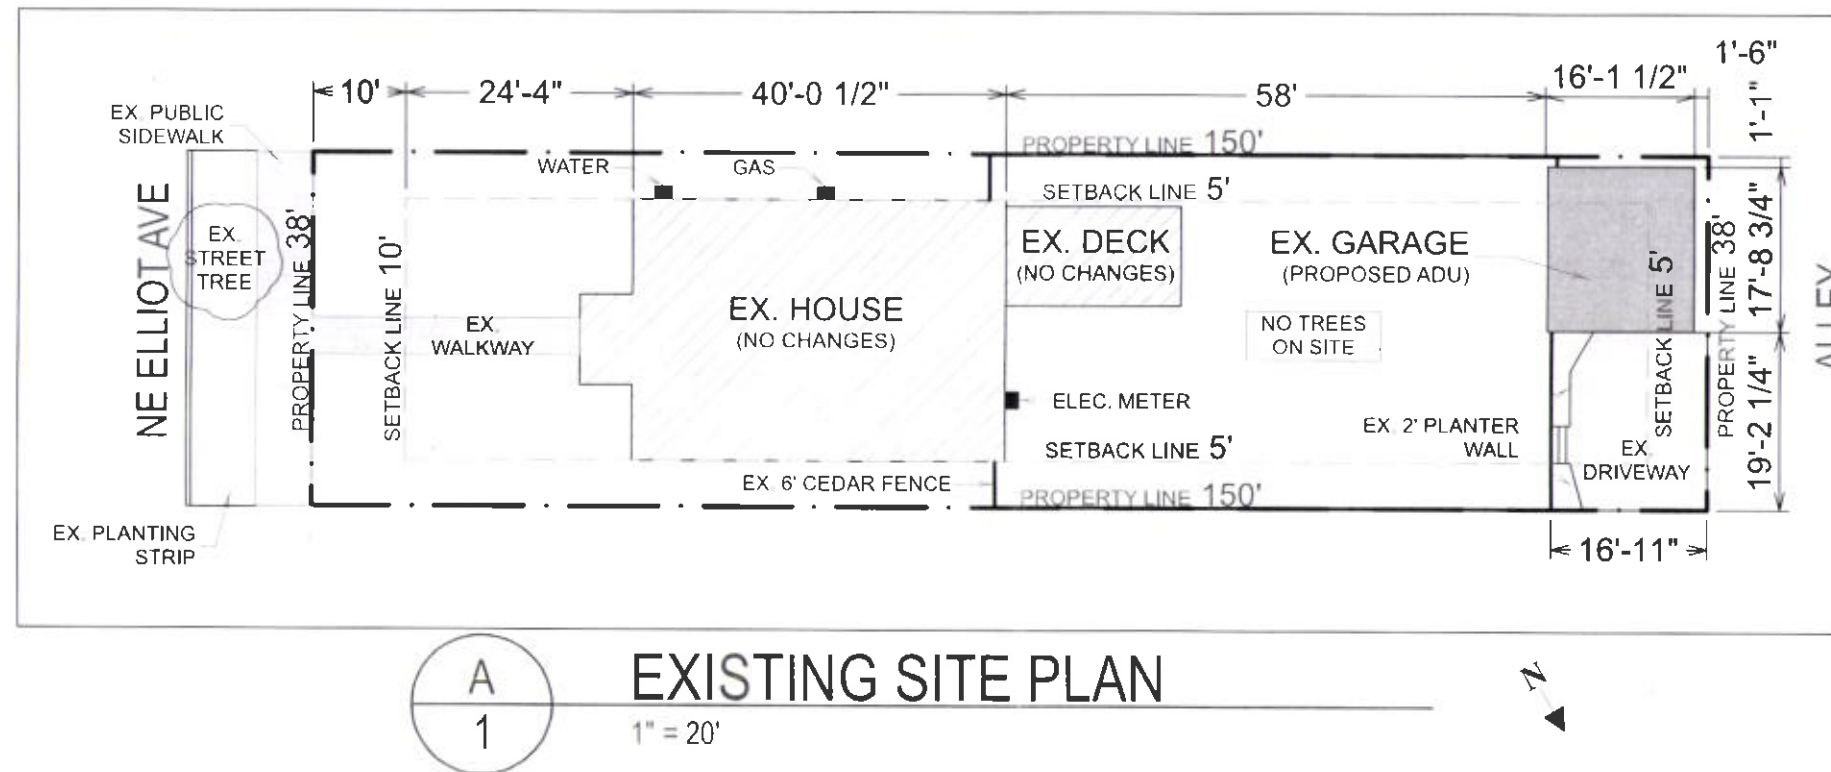 1'-6"
10'
24'-4"
40'-0 1/2"
58'
16'-1 1/2"
1'-1"
EX. PUBLIC
SIDEWALK
PROPERTY LINE 150'
WATER
GAS
SETBACK LINE 5'
NE ELLIOT AVE
EX.
STREET
TREE
PROPERTY LINE 38'
SETBACK LINE 10'
EX.
WALKWAY
EX. HOUSE
(NO CHANGES)
EX. DECK
(NO CHANGES)
EX. GARAGE
(PROPOSED ADU)
NO TREES
ON SITE
SETBACK LINE 5'
PROPERTY LINE 38'
17'-8 3/4"
ALLEY
ELEC. METER
SETBACK LINE 5'
EX. 2' PLANTER
WALL
EX.
DRIVEWAY
19'-2 1/4"
EX. 6' CEDAR FENCE
PROPERTY LINE 150'
EX. PLANTING
STRIP
16'-11"
A
1
EXISTING SITE PLAN
1" = 20'
N